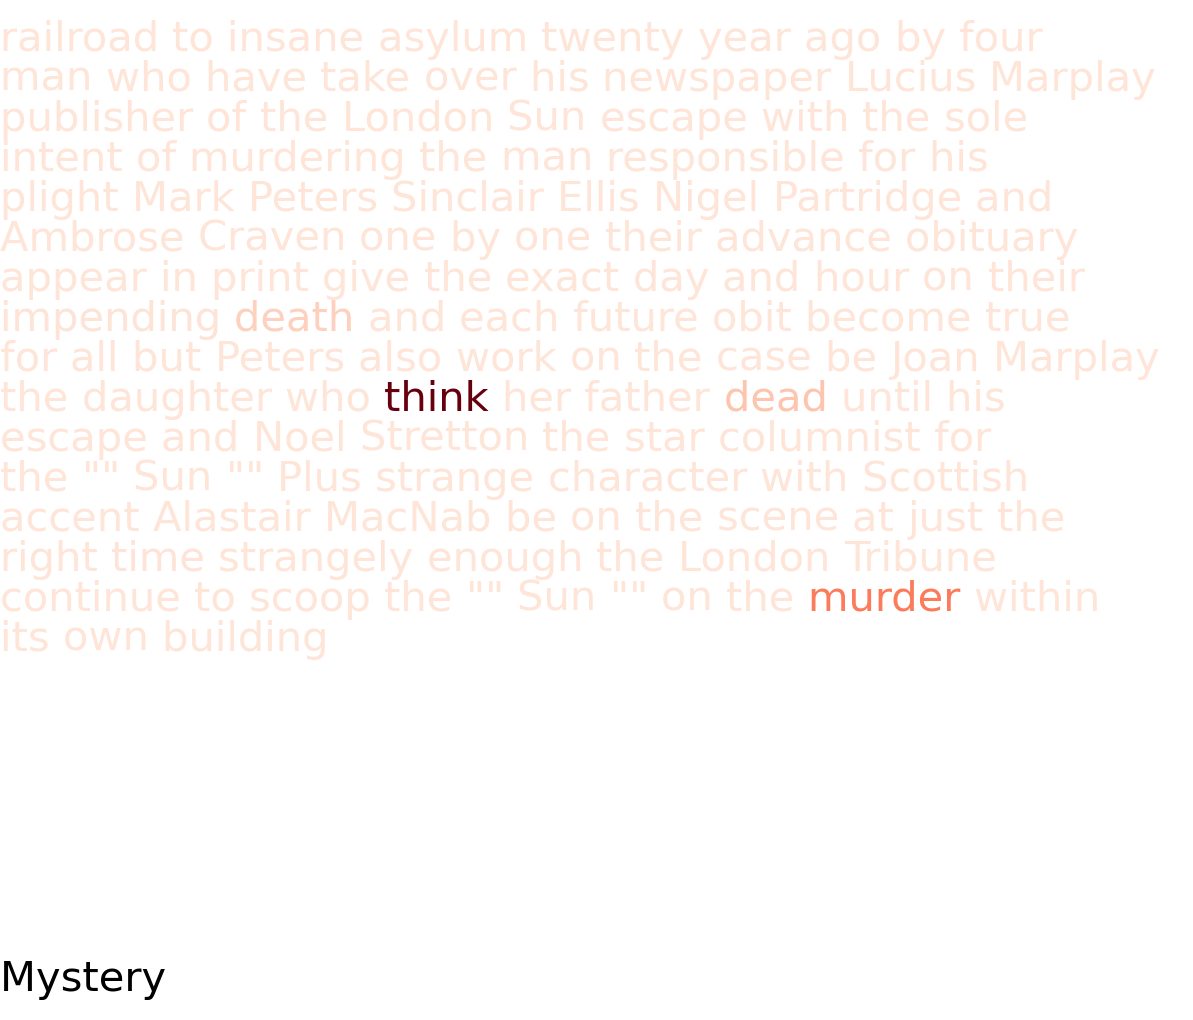 railroad to insane asylum twenty year ago by four
man who have take over his newspaper Lucius Marplay
publisher of the London Sun escape with the sole
intent of murdering the man responsible for his
plight Mark Peters Sinclair Ellis Nigel Partridge and
Ambrose Craven one by one their advance obituary
appear in print give the exact day and hour on their
impending death and each future obit become true
for all but Peters also work on the case be Joan Marplay
the daughter who think her father dead until his
escape and Noel Stretton the star columnist for
the "" Sun "" Plus strange character with Scottish
accent Alastair MacNab be on the scene at just the
right time strangely enough the London Tribune
continue to scoop the "" Sun "" on the murder within
its own building
Mystery